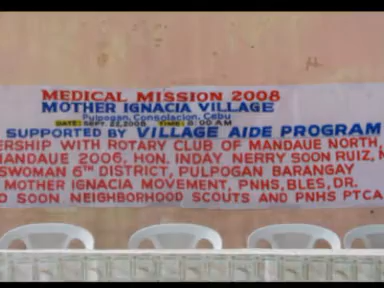 MEDICAL MISSION 2008
MOTHER IGNACIA VILLAGE
Pulpogan, Consolacion, Cebu
DATE: SEPT. 22, 2008 TIME: 8:00 AM
SUPPORTED BY VILLAGE AIDE PROGRAM
ERSHIP WITH ROTARY CLUB OF MANDAUE NORTH,
MANDAUE 2006, HON. INDAY NERRY SOON RUIZ, M
SWOMAN 6TH DISTRICT, PULPOGAN BARANGAY
MOTHER IGNACIA MOVEMENT, PNHS, BLES, DR.
O SOON NEIGHBORHOOD SCOUTS AND PNHS PTCA